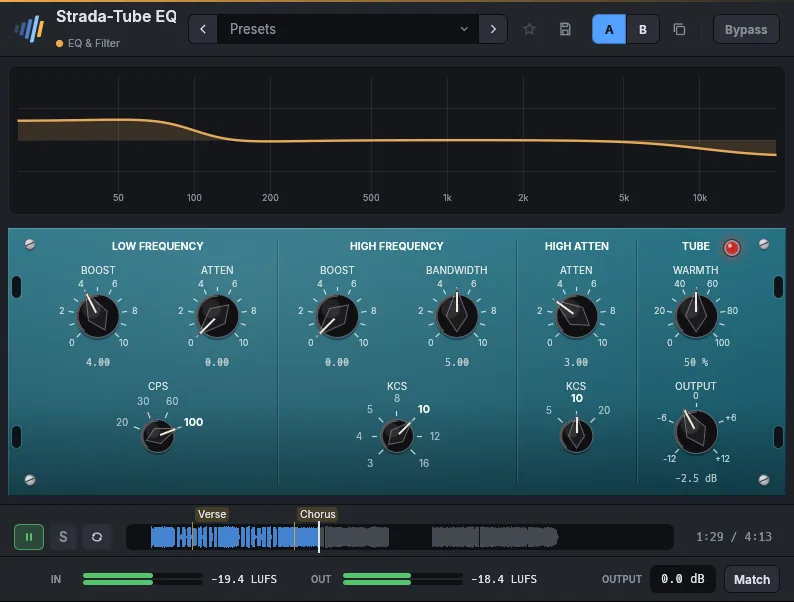 Strada-Tube EQ
EQ & Filter
Presets
A B
Bypass
50 100 200 500 1k 2k 5k 10k
LOW FREQUENCY HIGH FREQUENCY HIGH ATTEN TUBE
BOOST ATTEN BOOST BANDWIDTH ATTEN WARMTH
4 6 4 6 4 6 4 6 4 6 40 60
2 8 2 8 2 8 2 8 2 8 20 80
0 10 0 10 0 10 0 10 0 10 0 100
4.00 0.00 0.00 5.00 3.00 50 %
CPS KCS KCS OUTPUT
30 60 8 10 0
20 100 5 10 5 20 -6 +6
4 12
3 16 -12 +12
-2.5 dB
Verse Chorus
S
1:29 / 4:13
IN -19.4 LUFS OUT -18.4 LUFS OUTPUT 0.0 dB Match